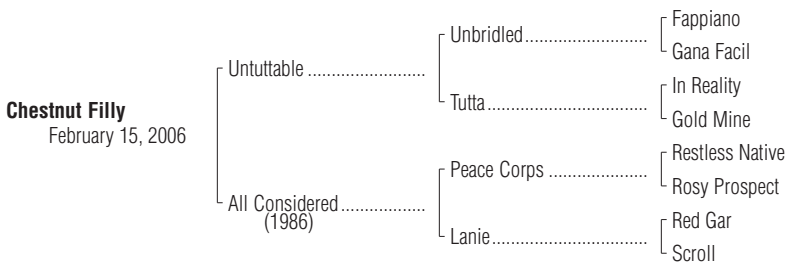 Fappiano
Unbridled..............................
Gana Facil
Untuttable ............................
In Reality
Tutta......................................
Gold Mine
Chestnut Filly
February 15, 2006
Restless Native
Peace Corps ........................
Rosy Prospect
All Considered....................
(1986)
Red Gar
Lanie.....................................
Scroll